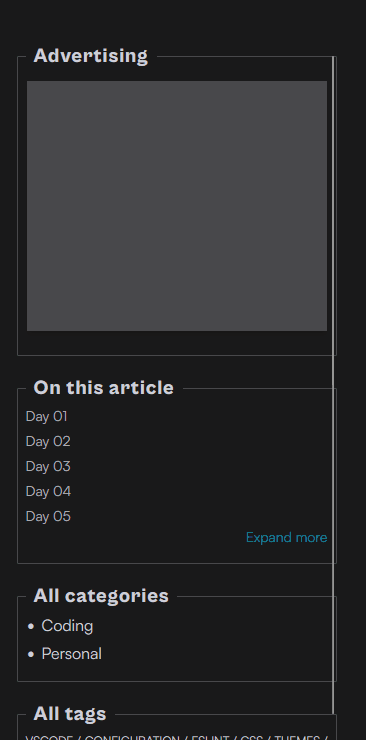 Advertising
On this article
Day 01
Day 02
Day 03
Day 04
Day 05
Expand more
All categories
• Coding
• Personal
All tags
VSCODE / CONFIGURATION / ESLINT / CSS / THEMES /